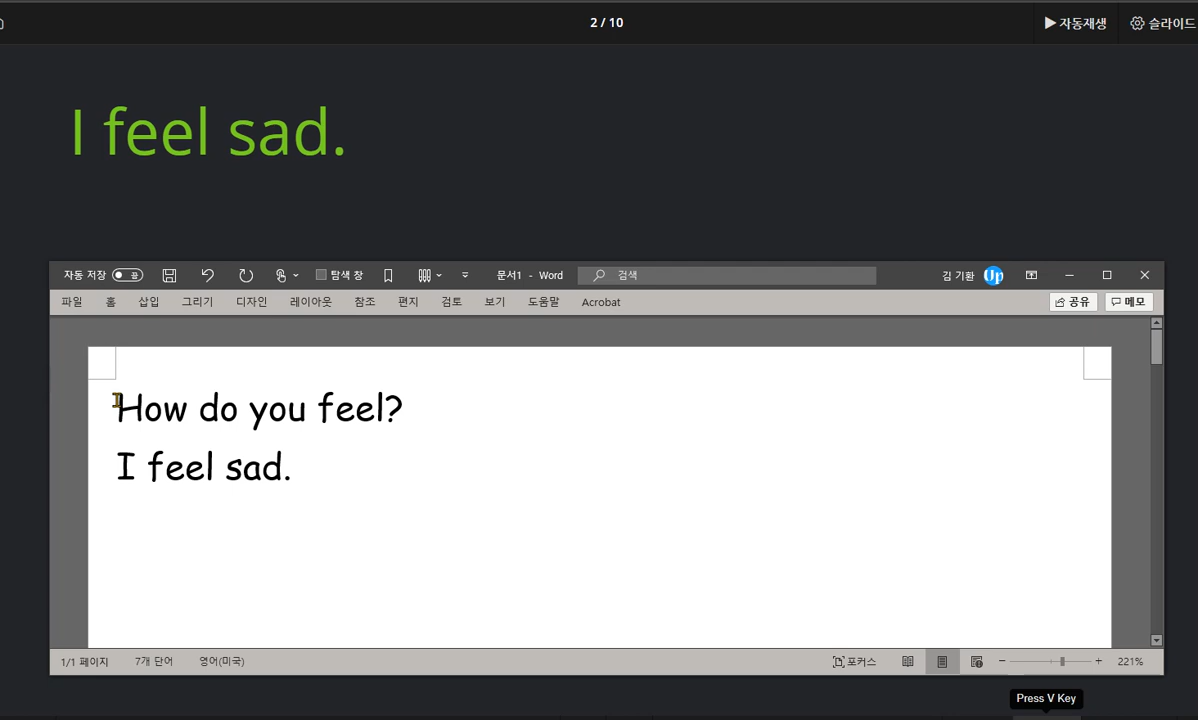 2 / 10
▶ 자동재생
슬라이드
I feel sad.
자동 저장 끔 탐색 창 문서1 - Word 검색 김 기환 Up
파일 홈 삽입 그리기 디자인 레이아웃 참조 편지 검토 보기 도움말 Acrobat 공유 메모
How do you feel?
I feel sad.
1/1 페이지 7개 단어 영어(미국) 포커스 − + 221%
Press V Key